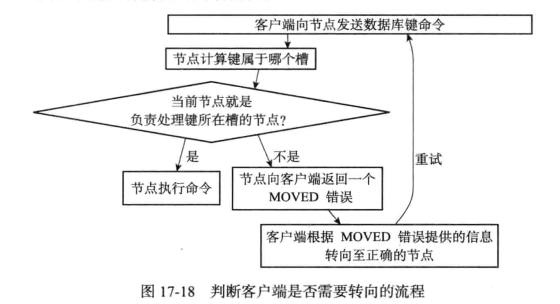 客户端向节点发送数据库键命令
节点计算键属于哪个槽
当前节点就是
负责处理键所在槽的节点?
是
不是
重试
节点执行命令
节点向客户端返回一个
MOVED 错误
客户端根据 MOVED 错误提供的信息
转向至正确的节点
图 17-18 判断客户端是否需要转向的流程